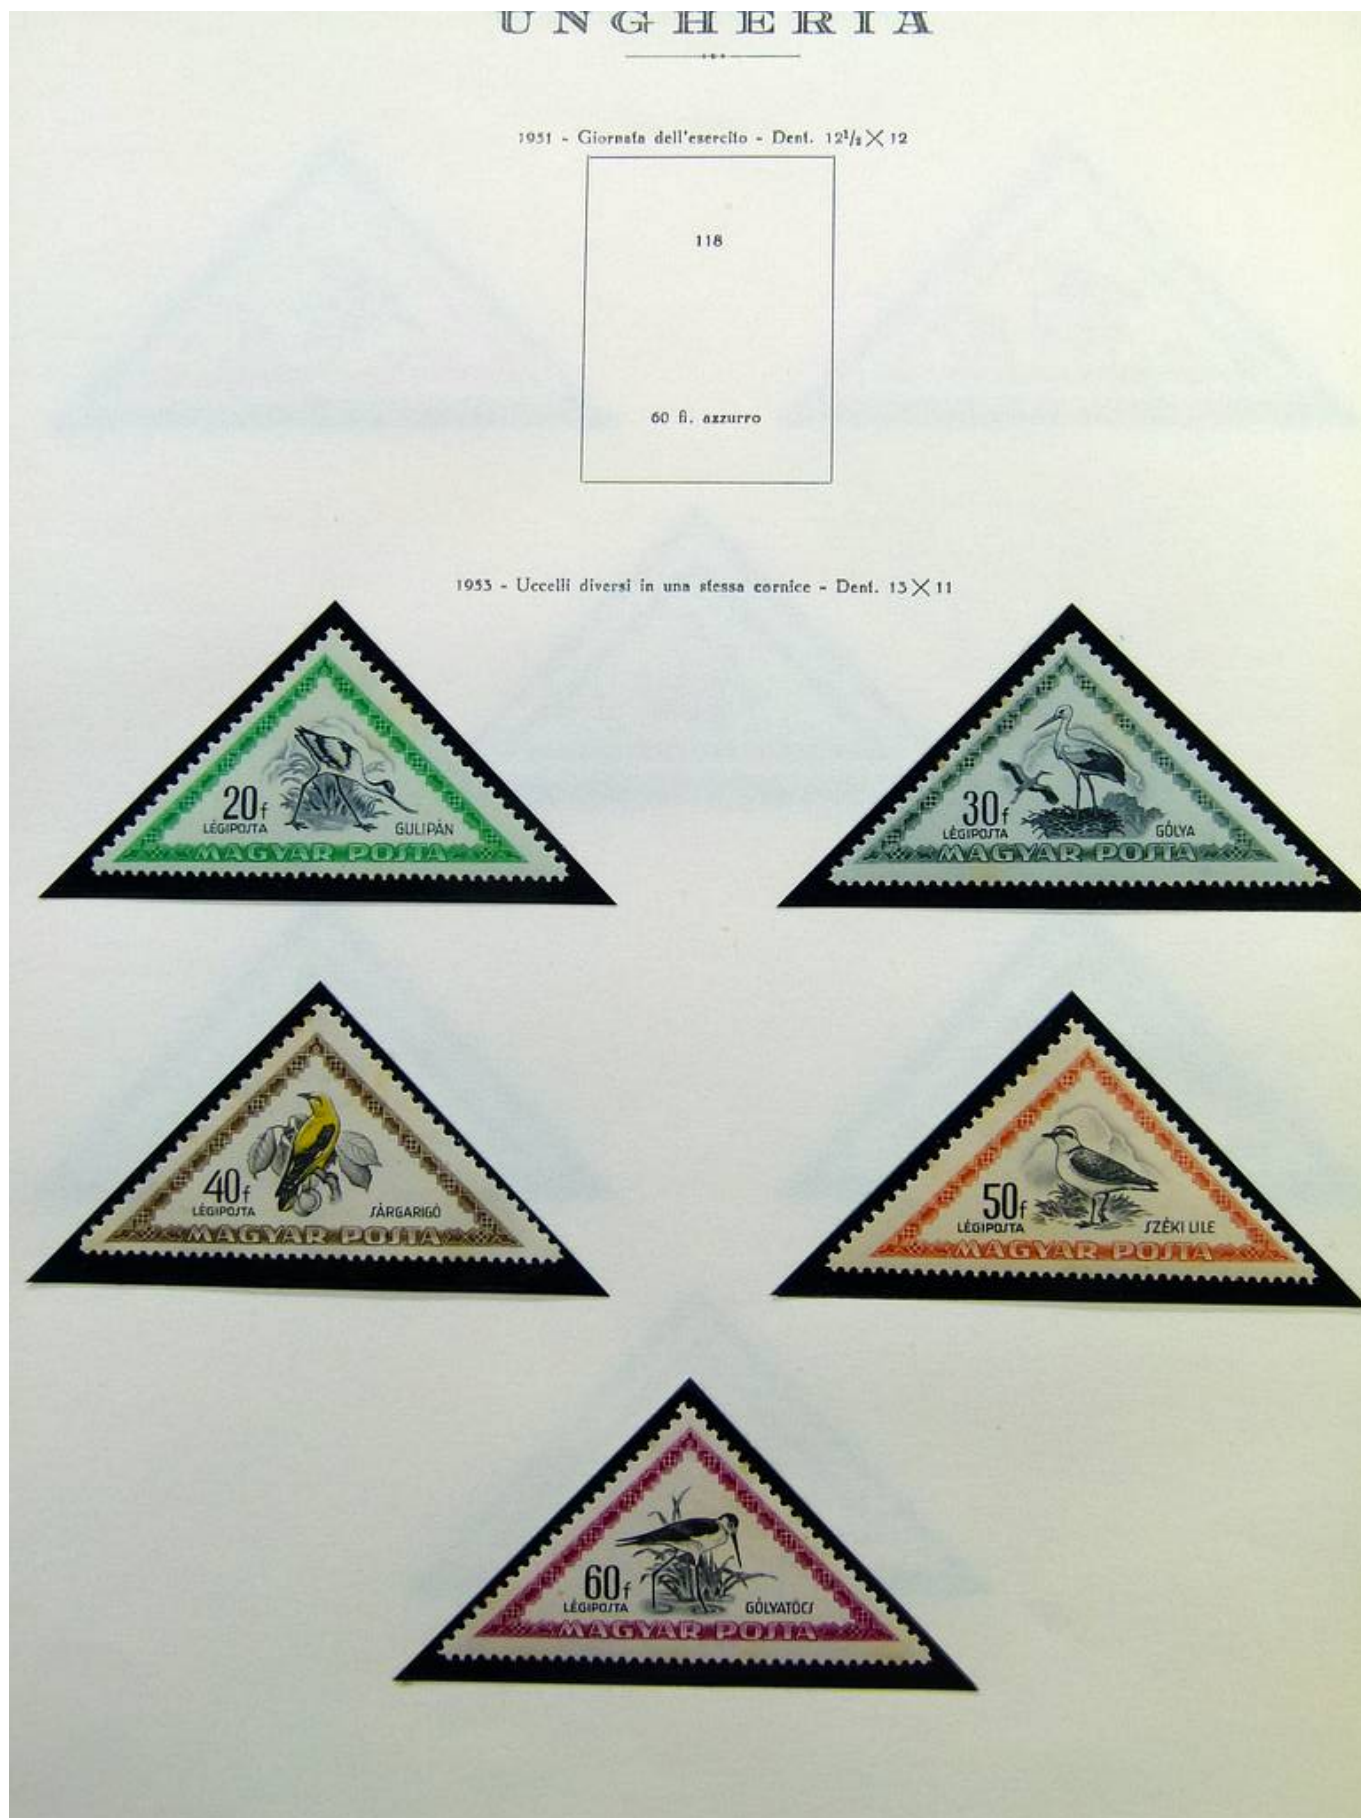 UNGHERIA
1951 - Giornata dell'esercito - Dent. 12½ X 12
118
60 fi. azzurro
1953 - Uccelli diversi in una stessa cornice - Dent. 13 X 11
20f
LÉGIPOSTA
GULIPÁN
MAGYAR POSTA
30f
LÉGIPOSTA
GÓLYA
MAGYAR POSTA
40f
LÉGIPOSTA
SÁRGARIGÓ
MAGYAR POSTA
50f
LÉGIPOSTA
SZÉKI LILE
MAGYAR POSTA
60f
LÉGIPOSTA
GÓLYATÖCS
MAGYAR POSTA